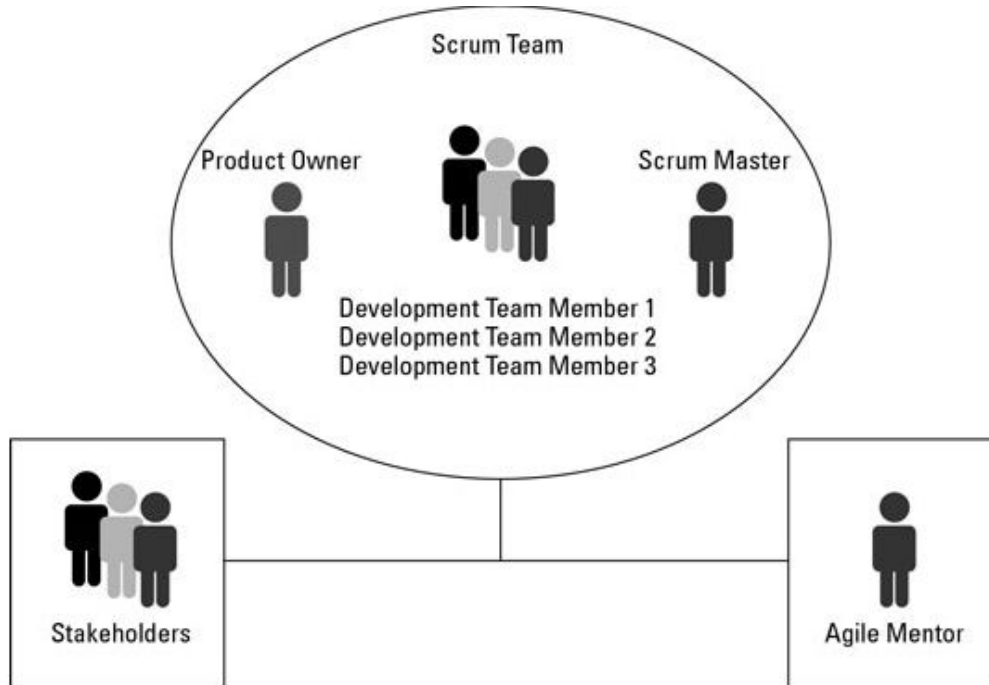 Scrum Team
Product Owner
Scrum Master
Development Team Member 1
Development Team Member 2
Development Team Member 3
Stakeholders
Agile Mentor